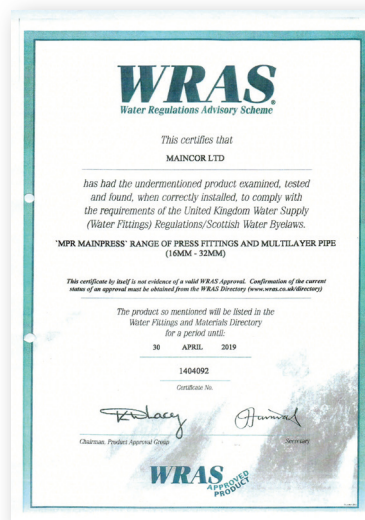 WRAS®
Water Regulations Advisory Scheme
This certifies that
MAINCOR LTD
has had the undermentioned product examined, tested
and found, when correctly installed, to comply with
the requirements of the United Kingdom Water Supply
(Water Fittings) Regulations/Scottish Water Byelaws.
'MPR MAINPRESS' RANGE OF PRESS FITTINGS AND MULTILAYER PIPE
(16MM - 32MM)
This certificate by itself is not evidence of a valid WRAS Approval. Confirmation of the current
status of an approval must be obtained from the WRAS Directory (www.wras.co.uk/directory)
The product so mentioned will be listed in the
Water Fittings and Materials Directory
for a period until:
30 APRIL 2019
1404092
Certificate No.
Chairman, Product Approval Group
Secretary
WRAS
APPROVED
PRODUCT